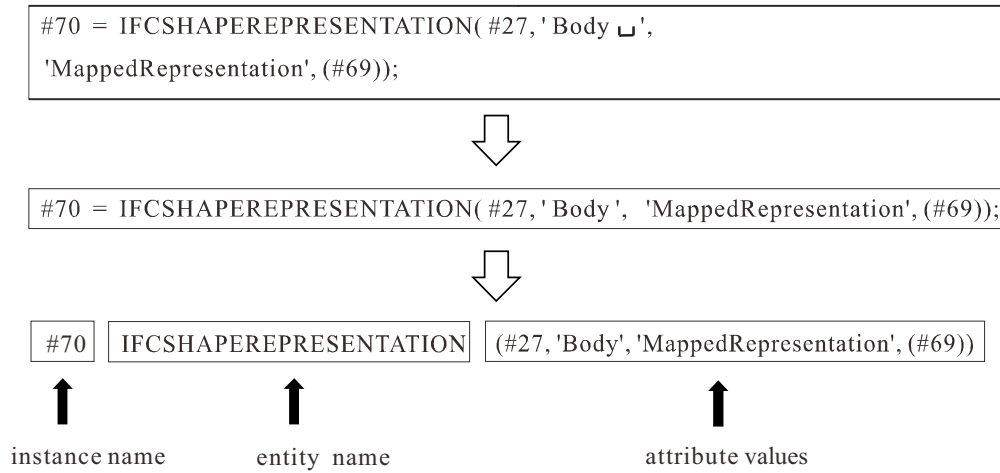 #70 = IFCSHAPEREPRESENTATION( #27, 'Body ␣',
'MappedRepresentation', (#69));
#70 = IFCSHAPEREPRESENTATION( #27, 'Body', 'MappedRepresentation', (#69));
#70 IFCSHAPEREPRESENTATION (#27, 'Body', 'MappedRepresentation', (#69))
instance name entity name attribute values